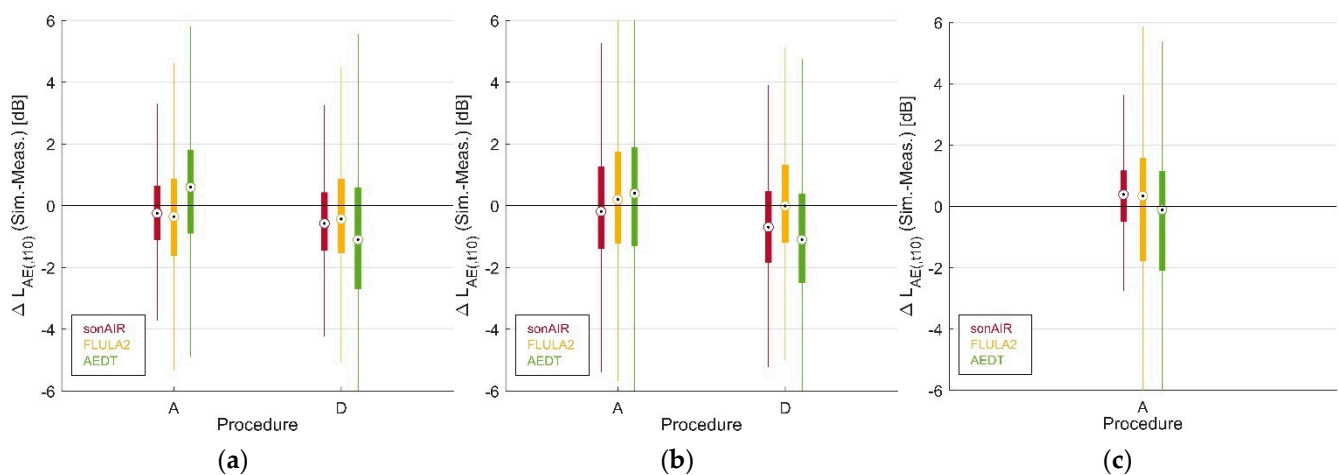 Δ L_AE(,t10) (Sim.-Meas.) [dB]
6
4
2
0
-2
-4
-6
sonAIR
FLULA2
AEDT
A D
Procedure
(a)
Δ L_AE(,t10) (Sim.-Meas.) [dB]
6
4
2
0
-2
-4
-6
sonAIR
FLULA2
AEDT
A D
Procedure
(b)
Δ L_AE(,t10) (Sim.-Meas.) [dB]
6
4
2
0
-2
-4
-6
sonAIR
FLULA2
AEDT
A
Procedure
(c)